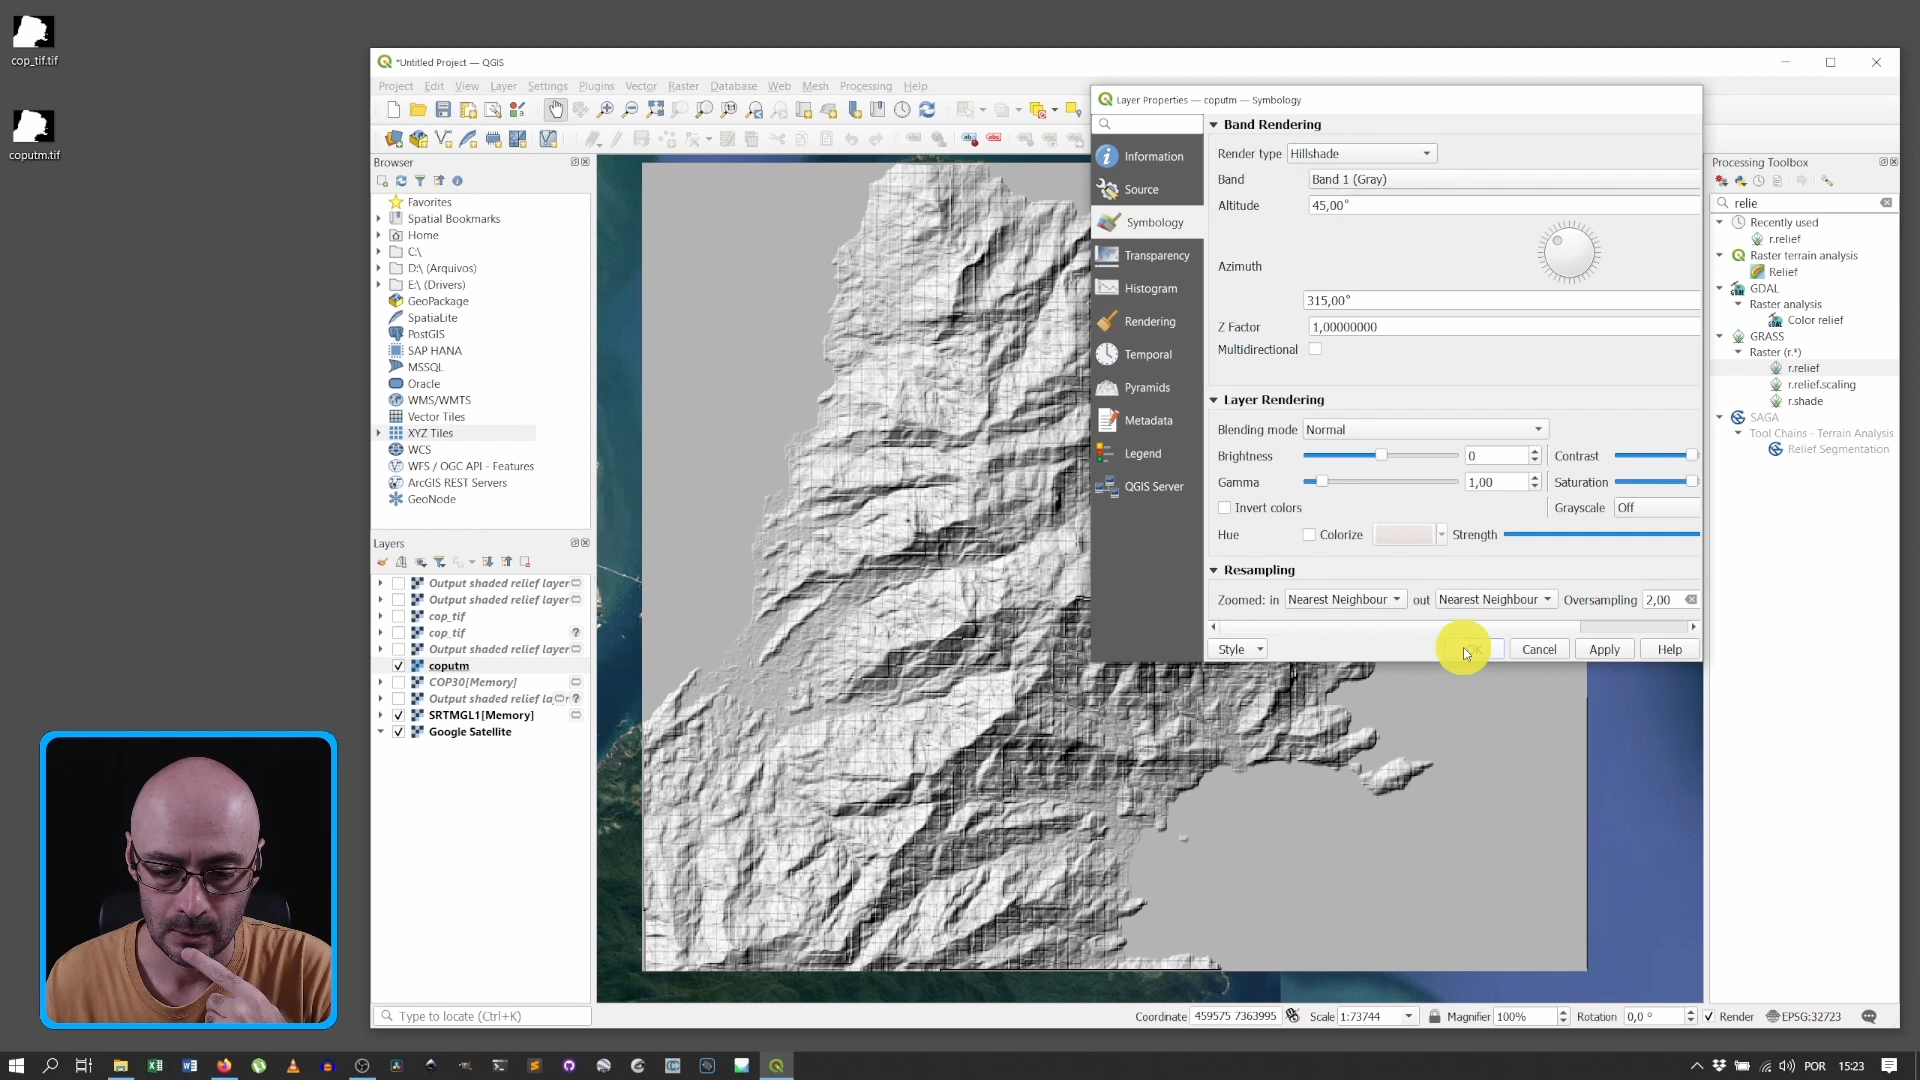 cop_tif.tif
coputm.tif
*Untitled Project — QGIS
Project Edit View Layer Settings Plugins Vector Raster Database Web Mesh Processing Help
Browser
Favorites
Spatial Bookmarks
Home
C:\
D:\ (Arquivos)
E:\ (Drivers)
GeoPackage
SpatiaLite
PostGIS
SAP HANA
MSSQL
Oracle
WMS/WMTS
Vector Tiles
XYZ Tiles
WCS
WFS / OGC API - Features
ArcGIS REST Servers
GeoNode
Layers
Output shaded relief layer
Output shaded relief layer
cop_tif
cop_tif ?
Output shaded relief layer
coputm
COP30[Memory]
Output shaded relief la ?
SRTMGL1[Memory]
Google Satellite
Type to locate (Ctrl+K)
Layer Properties — coputm — Symbology
Information
Source
Symbology
Transparency
Histogram
Rendering
Temporal
Pyramids
Metadata
Legend
QGIS Server
Band Rendering
Render type Hillshade
Band Band 1 (Gray)
Altitude 45,00°
Azimuth
315,00°
Z Factor 1,00000000
Multidirectional
Layer Rendering
Blending mode Normal
Brightness 0 Contrast
Gamma 1,00 Saturation
Invert colors Grayscale Off
Hue Colorize Strength
Resampling
Zoomed: in Nearest Neighbour out Nearest Neighbour Oversampling 2,00
Style OK Cancel Apply Help
Processing Toolbox
relie
Recently used
r.relief
Raster terrain analysis
Relief
GDAL
Raster analysis
Color relief
GRASS
Raster (r.*)
r.relief
r.relief.scaling
r.shade
SAGA
Tool Chains - Terrain Analysis
Relief Segmentation
Coordinate 459575 7363995 Scale 1:73744 Magnifier 100% Rotation 0,0 ° Render EPSG:32723
POR 15:23